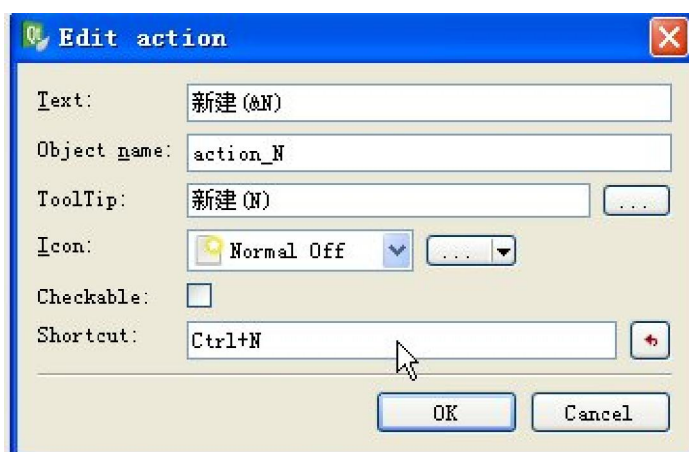 Edit action
Text: 新建(&N)
Object name: action_N
ToolTip: 新建(N) ...
Icon: Normal Off ...
Checkable:
Shortcut: Ctrl+N
OK Cancel